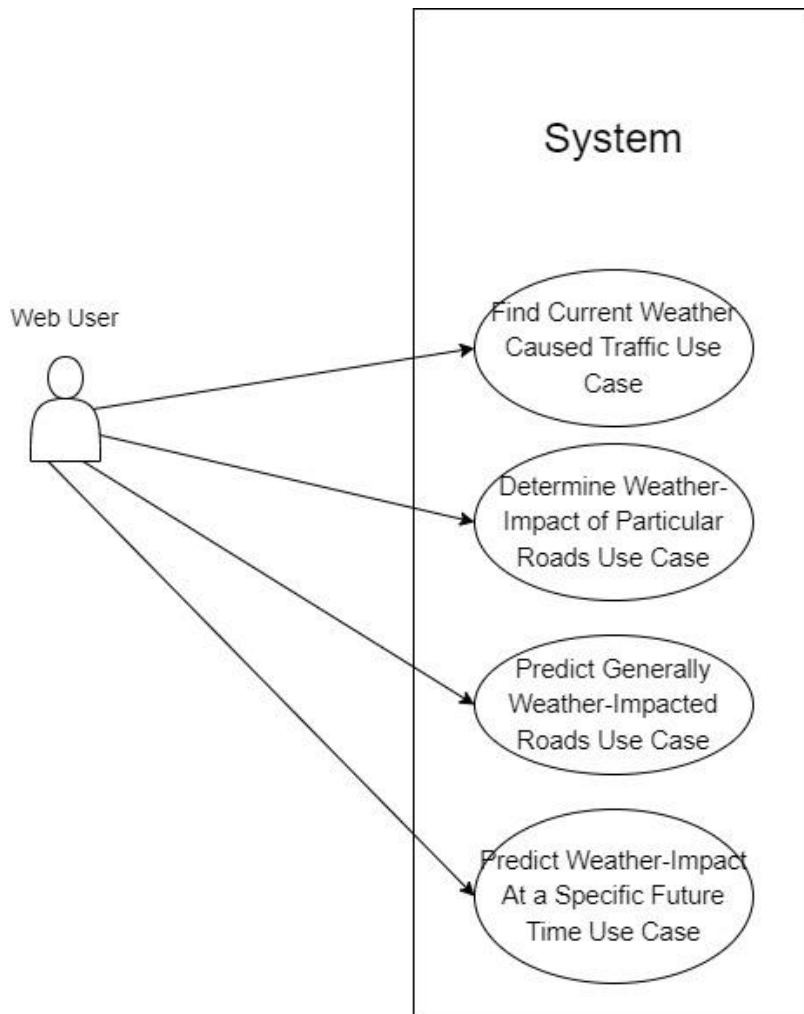 System
Web User
Find Current Weather
Caused Traffic Use
Case
Determine Weather-
Impact of Particular
Roads Use Case
Predict Generally
Weather-Impacted
Roads Use Case
Predict Weather-Impact
At a Specific Future
Time Use Case